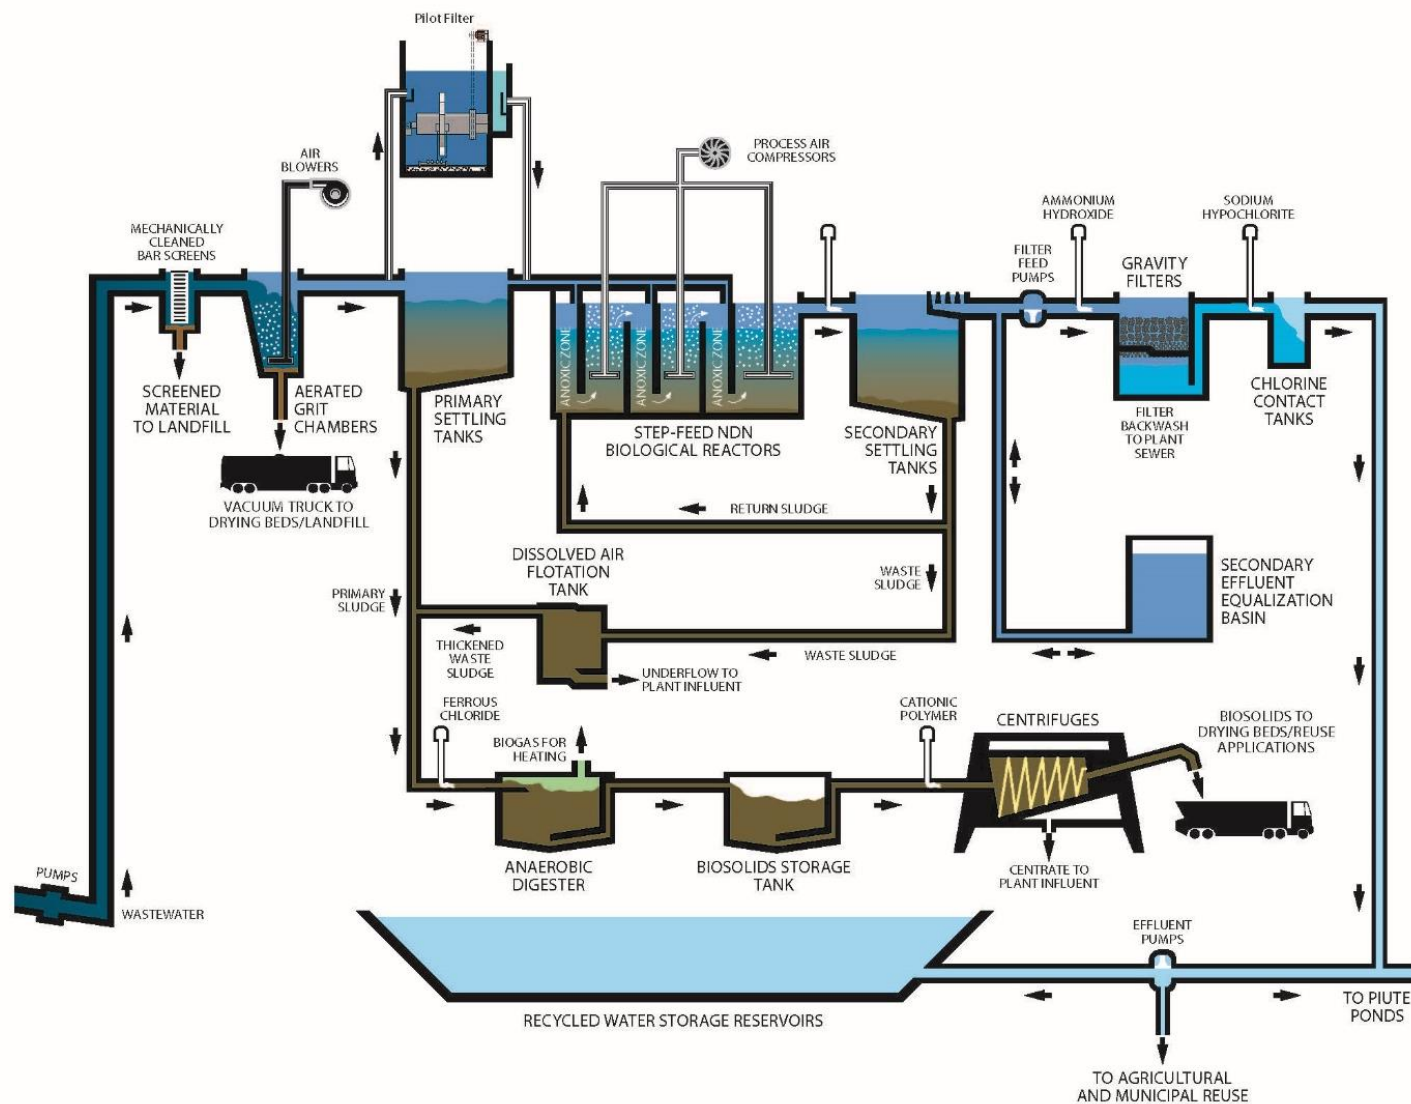 Pilot Filter
AIR
BLOWERS
PROCESS AIR
COMPRESSORS
MECHANICALLY
CLEANED
BAR SCREENS
AMMONIUM
HYDROXIDE
SODIUM
HYPOCHLORITE
FILTER
FEED
PUMPS
GRAVITY
FILTERS
SCREENED
MATERIAL
TO LANDFILL
AERATED
GRIT
CHAMBERS
PRIMARY
SETTLING
TANKS
ANOXIC ZONE
ANOXIC ZONE
ANOXIC ZONE
STEP-FEED NDN
BIOLOGICAL REACTORS
SECONDARY
SETTLING
TANKS
FILTER
BACKWASH
TO PLANT
SEWER
CHLORINE
CONTACT
TANKS
VACUUM TRUCK TO
DRYING BEDS/LANDFILL
RETURN SLUDGE
DISSOLVED AIR
FLOTATION
TANK
WASTE
SLUDGE
PRIMARY
SLUDGE
SECONDARY
EFFLUENT
EQUALIZATION
BASIN
THICKENED
WASTE
SLUDGE
WASTE SLUDGE
UNDERFLOW TO
PLANT INFLUENT
FERROUS
CHLORIDE
BIOGAS FOR
HEATING
CATIONIC
POLYMER
CENTRIFUGES
BIOSOLIDS TO
DRYING BEDS/REUSE
APPLICATIONS
ANAEROBIC
DIGESTER
BIOSOLIDS STORAGE
TANK
CENTRATE TO
PLANT INFLUENT
PUMPS
WASTEWATER
EFFLUENT
PUMPS
RECYCLED WATER STORAGE RESERVOIRS
TO PIUTE
PONDS
TO AGRICULTURAL
AND MUNICIPAL REUSE